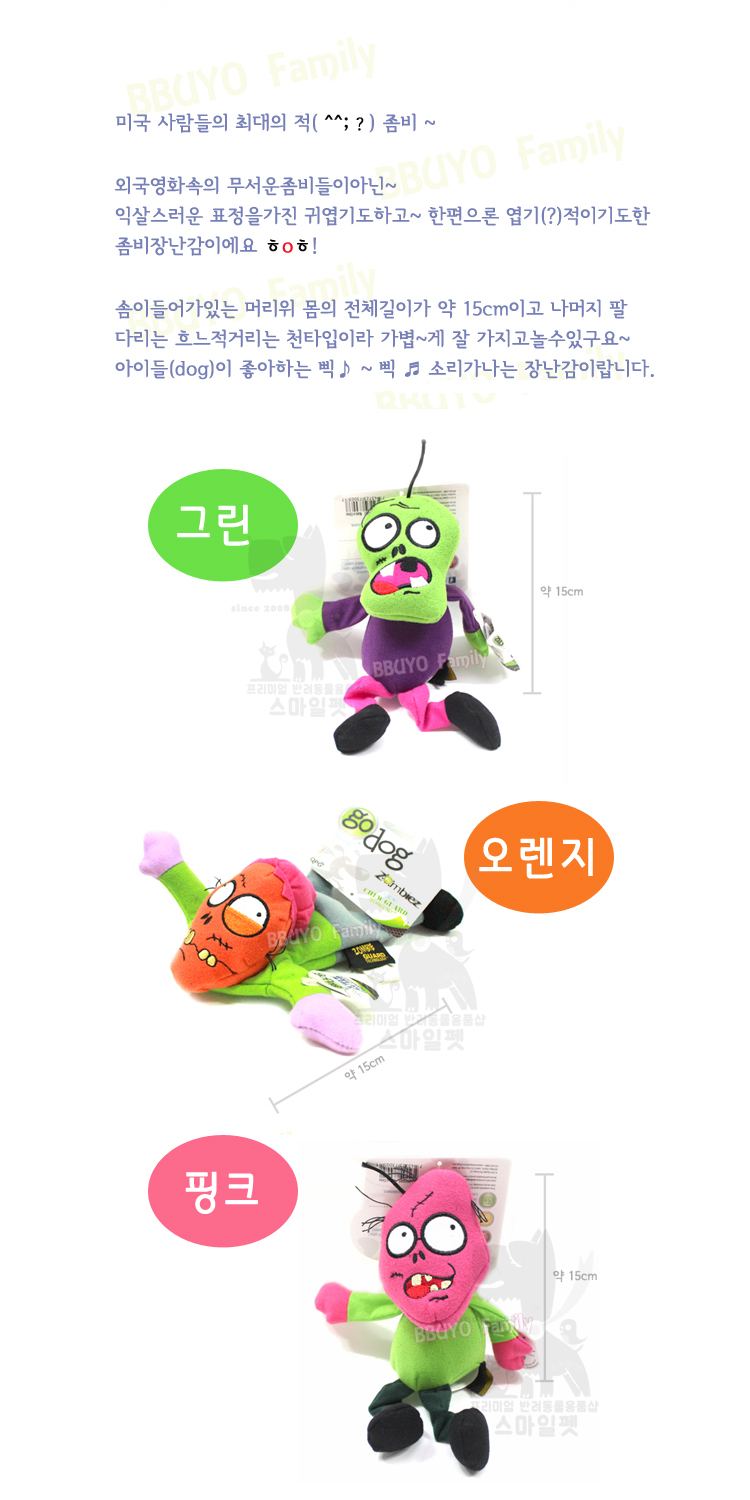 BBUYO Family
미국 사람들의 최대의 적( ^^; ? ) 좀비 ~
BBUYO Family
외국영화속의 무서운좀비들이아닌~
익살스러운 표정을가진 귀엽기도하고~ 한편으론 엽기(?)적이기도한
좀비장난감이에요 ㅎoㅎ!
BBUYO Family
솜이들어가있는 머리위 몸의 전체길이가 약 15cm이고 나머지 팔
다리는 흐느적거리는 천타입이라 가볍~게 잘 가지고놀수있구요~
아이들(dog)이 좋아하는 삑♪ ~ 삑 ♬ 소리가나는 장난감이랍니다.
BBUYO Family
그린
약 15cm
since 2000
BBUYO Family
프리미엄 반려동물용품
스마일펫
go dog
zombiez
CHEW GUARD
오렌지
BBUYO Family
프리미엄 반려동물용품샵
스마일펫
약 15cm
핑크
약 15cm
BBUYO Family
프리미엄 반려동물용품샵
스마일펫